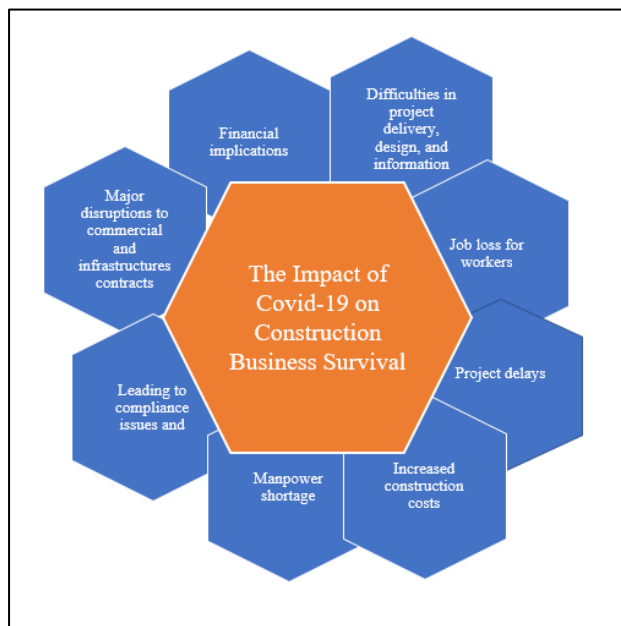 Difficulties in
project
delivery,
design, and
information
Financial
implications
Major
disruptions to
commercial
and
infrastructures
contracts
Job loss for
workers
The Impact of
Covid-19 on
Construction
Business Survival
Project delays
Leading to
compliance
issues and
Manpower
shortage
Increased
construction
costs